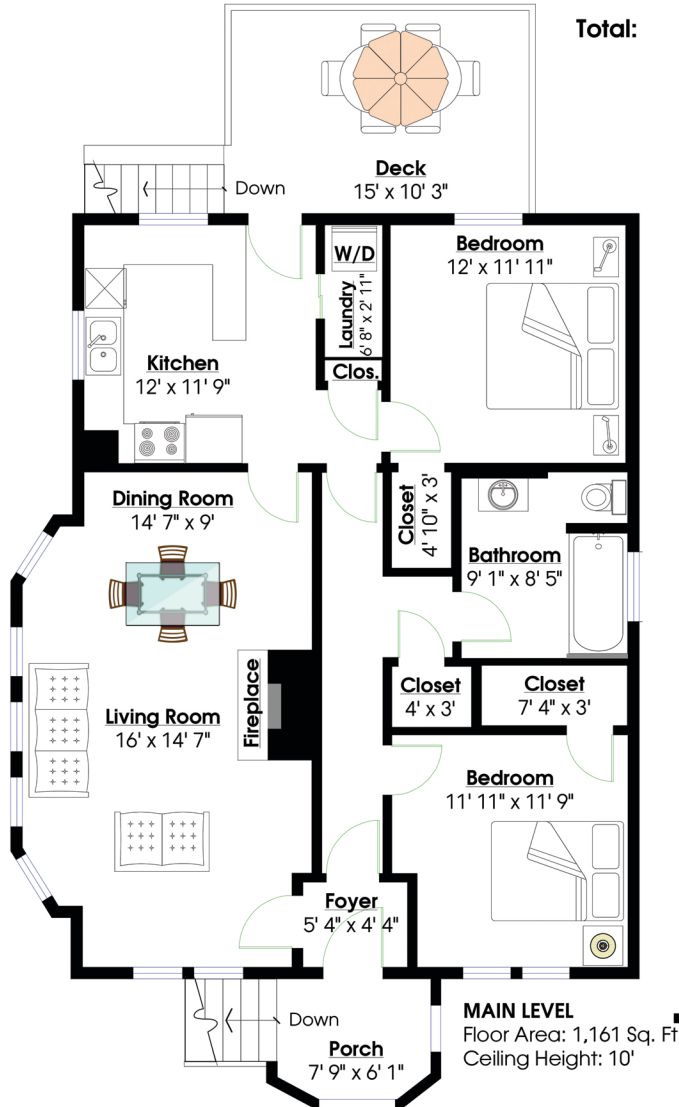 Total:
Deck
15' x 10' 3"
Down
W/D
Laundry
6' 8" x 2' 11"
Bedroom
12' x 11' 11"
Kitchen
12' x 11' 9"
Clos.
Dining Room
14' 7" x 9'
Closet
4' 10" x 3'
Bathroom
9' 1" x 8' 5"
Fireplace
Living Room
16' x 14' 7"
Closet
4' x 3'
Closet
7' 4" x 3'
Bedroom
11' 11" x 11' 9"
Foyer
5' 4" x 4' 4"
Down
Porch
7' 9" x 6' 1"
MAIN LEVEL
Floor Area: 1,161 Sq. Ft
Ceiling Height: 10'